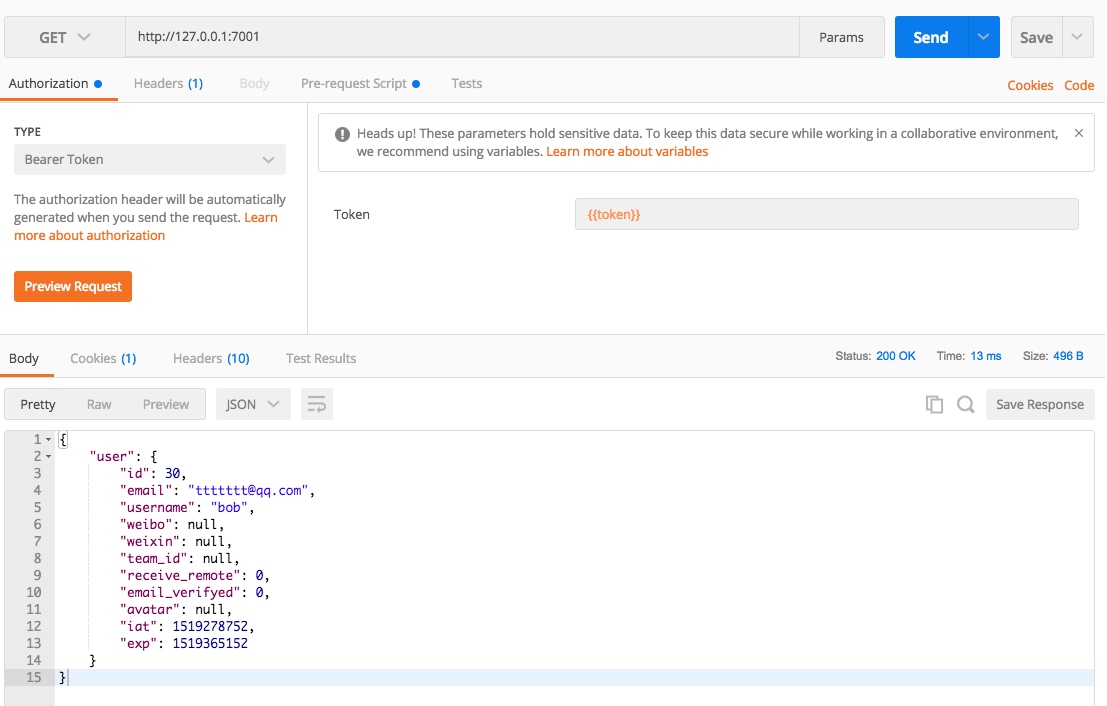 GET http://127.0.0.1:7001 Params Send Save
Authorization Headers (1) Body Pre-request Script Tests Cookies Code
TYPE
Bearer Token
The authorization header will be automatically
generated when you send the request. Learn
more about authorization
Preview Request
Heads up! These parameters hold sensitive data. To keep this data secure while working in a collaborative environment,
we recommend using variables. Learn more about variables
Token {{token}}
Body Cookies (1) Headers (10) Test Results Status: 200 OK Time: 13 ms Size: 496 B
Pretty Raw Preview JSON Save Response
1 {
2 "user": {
3 "id": 30,
4 "email": "ttttttt@qq.com",
5 "username": "bob",
6 "weibo": null,
7 "weixin": null,
8 "team_id": null,
9 "receive_remote": 0,
10 "email_verifyed": 0,
11 "avatar": null,
12 "iat": 1519278752,
13 "exp": 1519365152
14 }
15 }